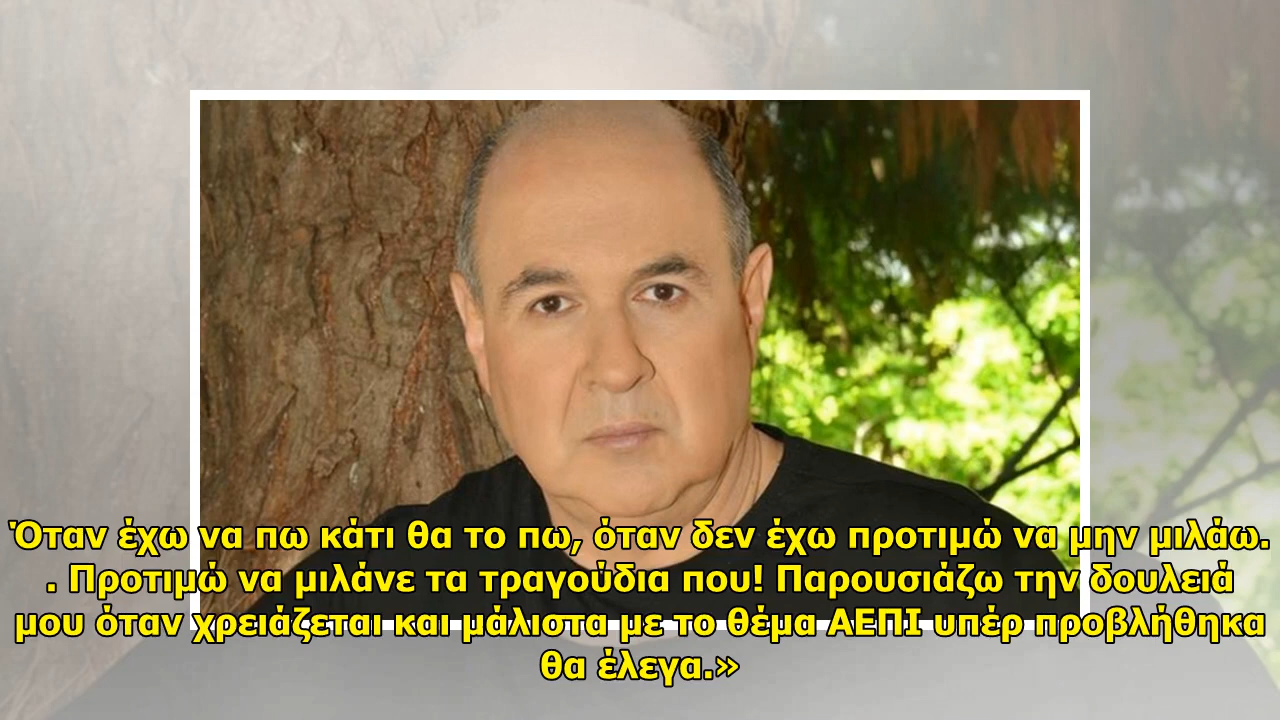 Όταν έχω να πω κάτι θα το πω, όταν δεν έχω προτιμώ να μην μιλάω.
. Προτιμώ να μιλάνε τα τραγούδια που! Παρουσιάζω την δουλειά
μου όταν χρειάζεται και μάλιστα με το θέμα ΑΕΠΙ υπέρ προβλήθηκα
θα έλεγα.»